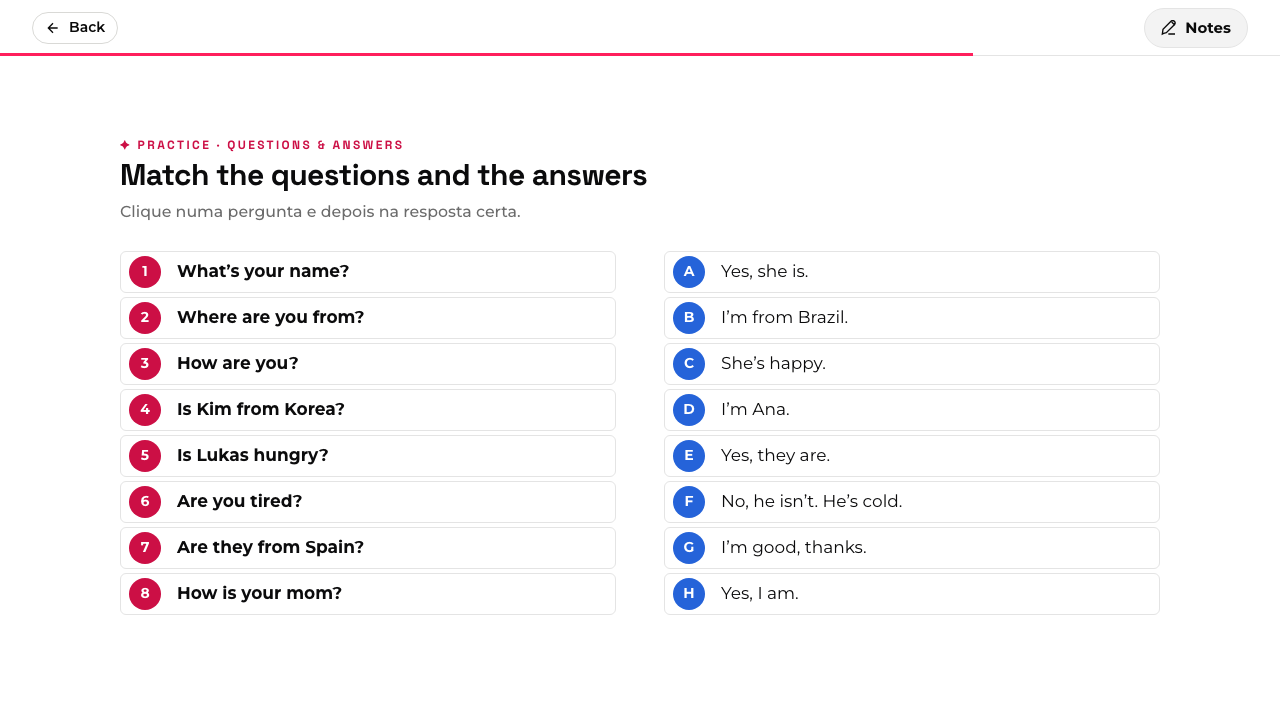 Back
Notes
PRACTICE · QUESTIONS & ANSWERS
Match the questions and the answers
Clique numa pergunta e depois na resposta certa.
1 What’s your name?
A Yes, she is.
2 Where are you from?
B I’m from Brazil.
3 How are you?
C She’s happy.
4 Is Kim from Korea?
D I’m Ana.
5 Is Lukas hungry?
E Yes, they are.
6 Are you tired?
F No, he isn’t. He’s cold.
7 Are they from Spain?
G I’m good, thanks.
8 How is your mom?
H Yes, I am.